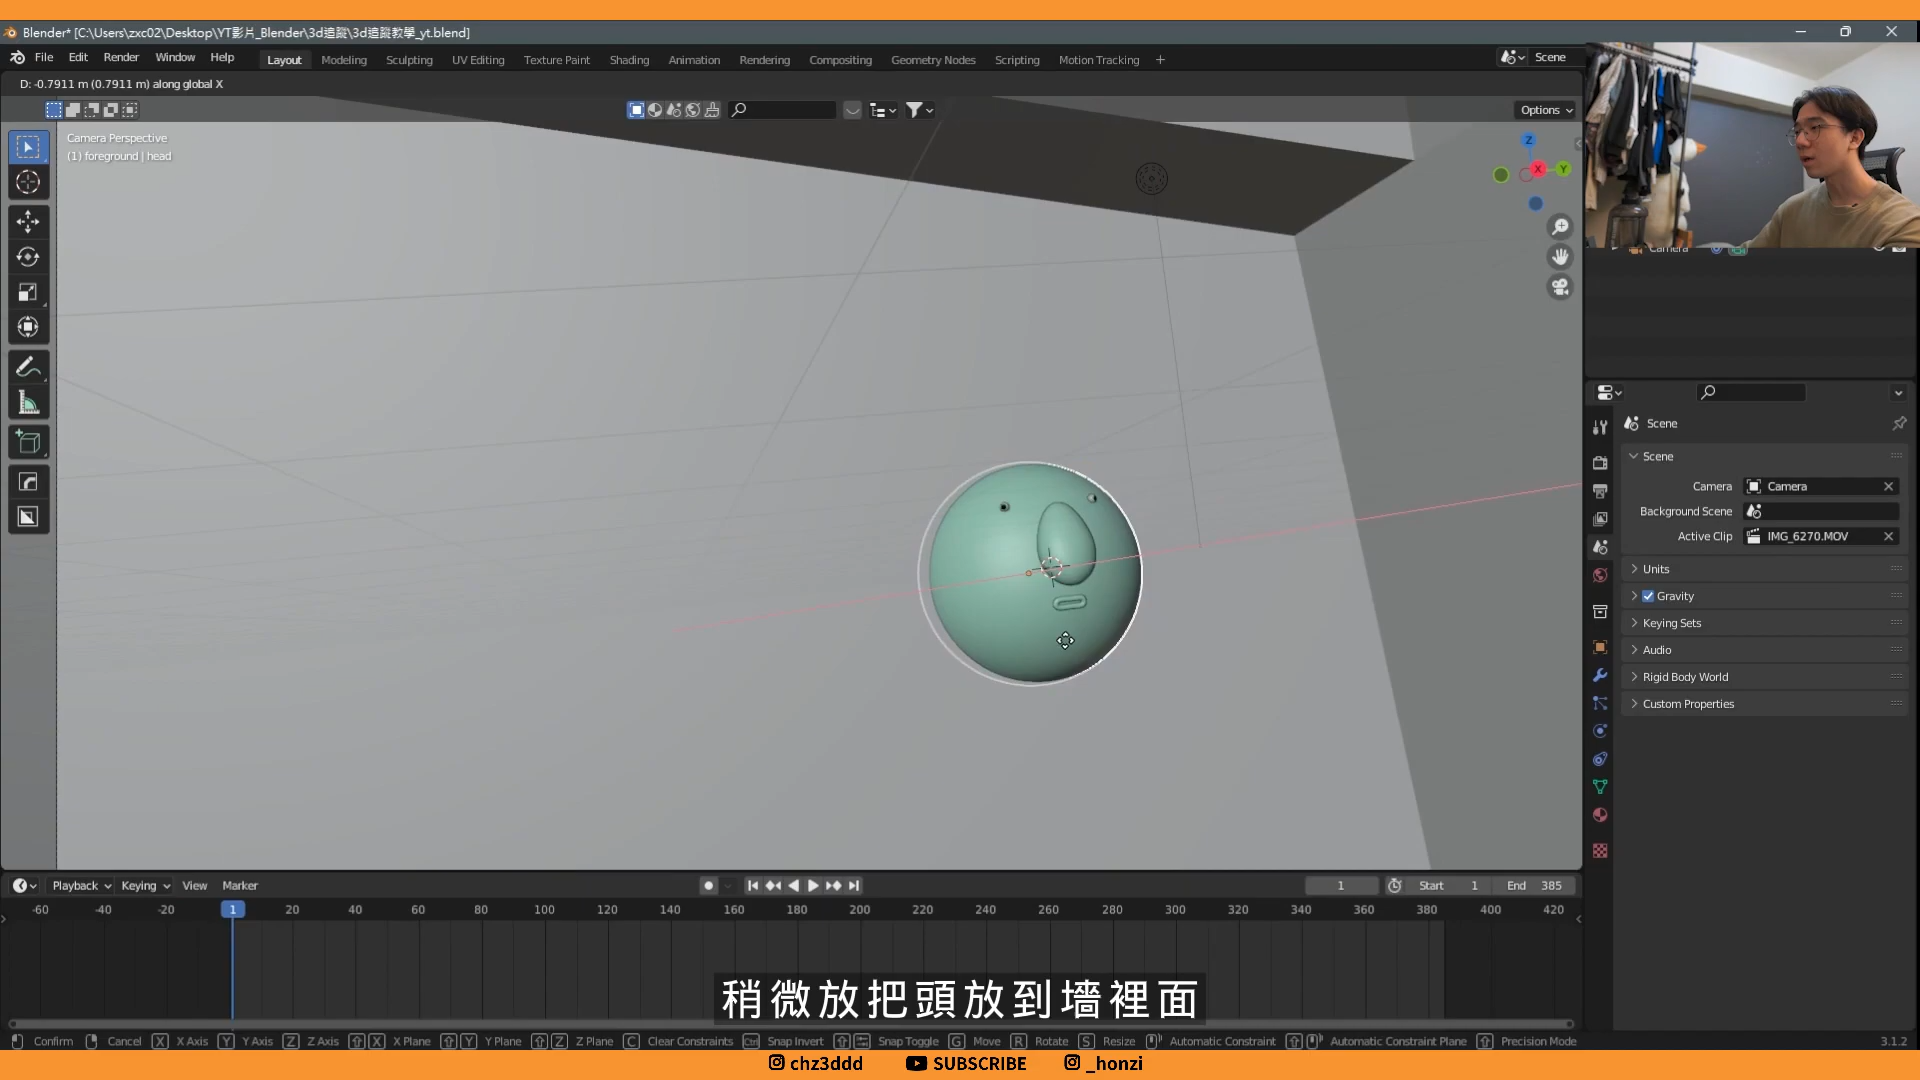 Blender* [C:\Users\zxc02\Desktop\YT影片_Blender\3d追蹤\3d追蹤教學_yt.blend]
File Edit Render Window Help Layout Modeling Sculpting UV Editing Texture Paint Shading Animation Rendering Compositing Geometry Nodes Scripting Motion Tracking + Scene
D: -0.7911 m (0.7911 m) along global X
Options
Camera Perspective
(1) foreground | head
Z
X Y
Camera
Scene
Scene
Camera Camera
Background Scene
Active Clip IMG_6270.MOV
Units
Gravity
Keying Sets
Audio
Rigid Body World
Custom Properties
Playback Keying View Marker 1 Start 1 End 385
-60 -40 -20 1 20 40 60 80 100 120 140 160 180 200 220 240 260 280 300 320 340 360 380 400 420
稍微放把頭放到墻裡面
Confirm Cancel X X Axis Y Y Axis Z Z Axis X X Plane Y Y Plane Z Z Plane C Clear Constraints Ctrl Snap Invert Snap Toggle G Move R Rotate S Resize Automatic Constraint Automatic Constraint Plane Precision Mode 3.1.2
chz3ddd SUBSCRIBE _honzi